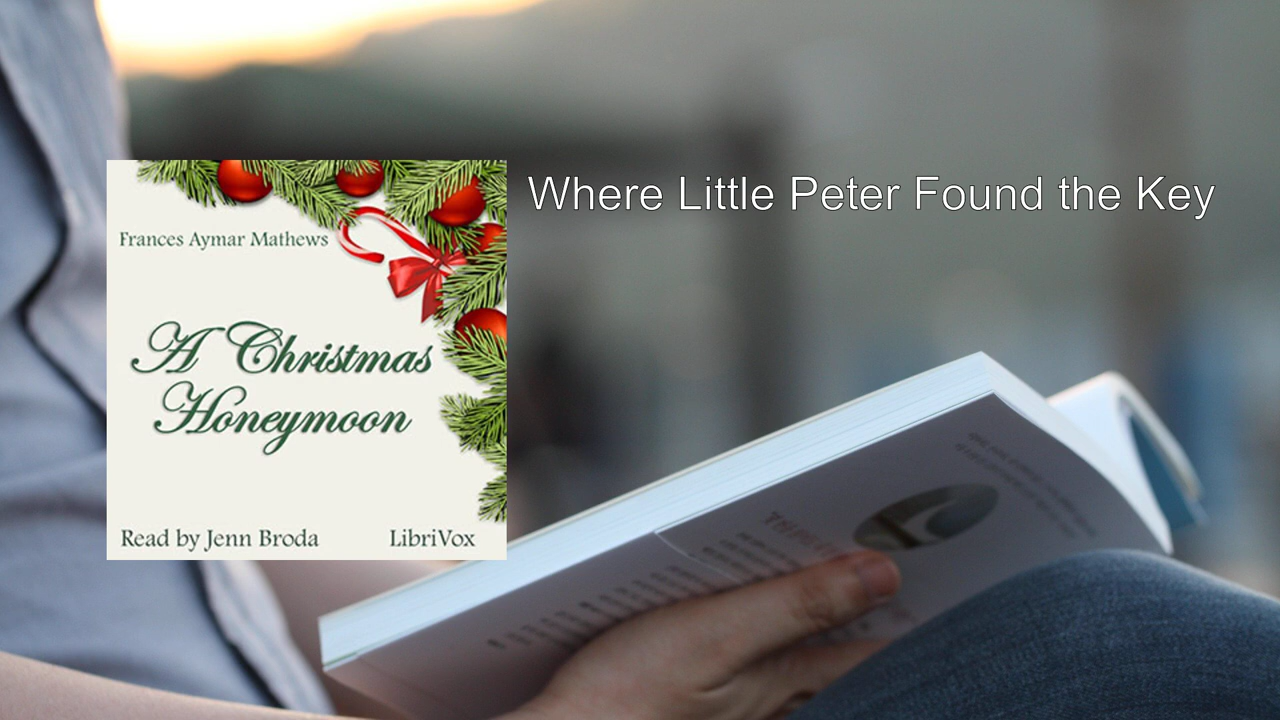 Where Little Peter Found the Key
Frances Aymar Mathews
A Christmas
Honeymoon
Read by Jenn Broda
LibriVox